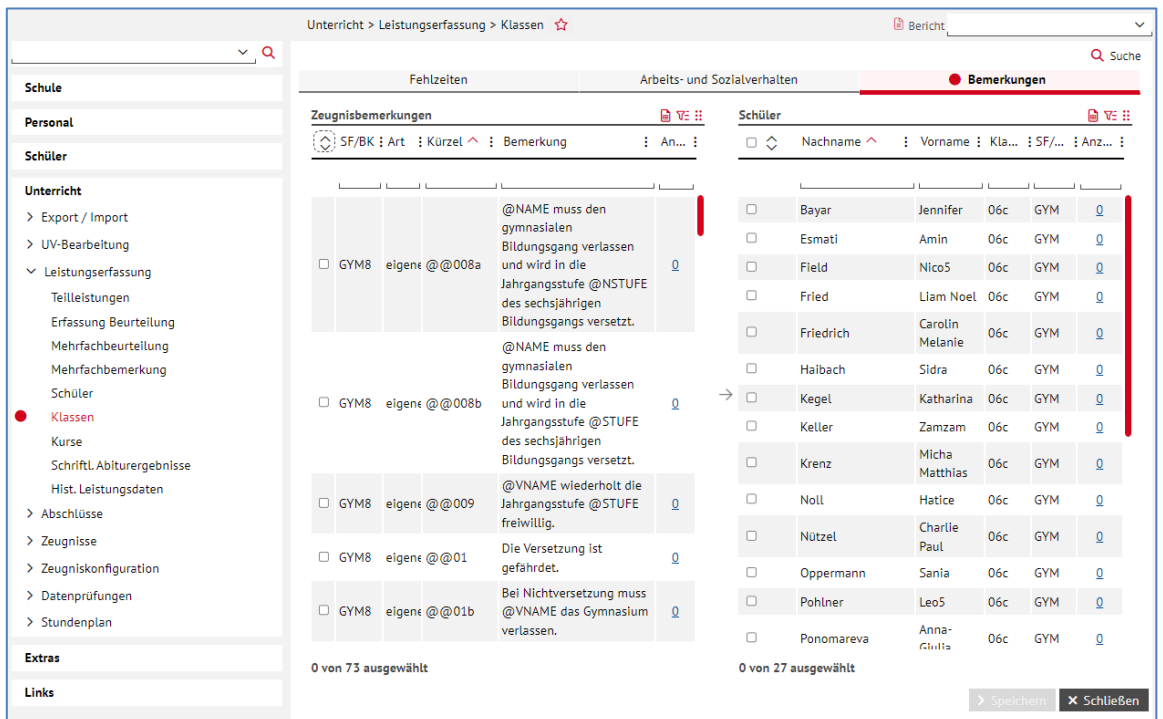 Unterricht > Leistungserfassung > Klassen
Bericht
Suche
Schule
Personal
Schüler
Unterricht
> Export / Import
> UV-Bearbeitung
Leistungserfassung
Teilleistungen
Erfassung Beurteilung
Mehrfachbeurteilung
Mehrfachbemerkung
Schüler
Klassen
Kurse
Schriftl. Abiturergebnisse
Hist. Leistungsdaten
> Abschlüsse
> Zeugnisse
> Zeugniskonfiguration
> Datenprüfungen
> Stundenplan
Extras
Links
Fehlzeiten Arbeits- und Sozialverhalten Bemerkungen
Zeugnisbemerkungen
SF/BK Art Kürzel Bemerkung An...
@NAME muss den
gymnasialen
Bildungsgang verlassen
GYM8 eigene @@008a und wird in die 0
Jahrgangsstufe @NSTUFE
des sechsjährigen
Bildungsgangs versetzt.
@NAME muss den
gymnasialen
Bildungsgang verlassen
GYM8 eigene @@008b und wird in die 0
Jahrgangsstufe @STUFE
des sechsjährigen
Bildungsgangs versetzt.
@VNAME wiederholt die
GYM8 eigene @@009 Jahrgangsstufe @STUFE 0
freiwillig.
GYM8 eigene @@01 Die Versetzung ist 0
gefährdet.
Bei Nichtversetzung muss
GYM8 eigene @@01b @VNAME das Gymnasium 0
verlassen.
0 von 73 ausgewählt
Schüler
Nachname Vorname Kla... SF/... Anz...
Bayar Jennifer 06c GYM 0
Esmati Amin 06c GYM 0
Field Nico5 06c GYM 0
Fried Liam Noel 06c GYM 0
Friedrich Carolin 06c GYM 0
Melanie
Haibach Sidra 06c GYM 0
Kegel Katharina 06c GYM 0
Keller Zamzam 06c GYM 0
Krenz Micha 06c GYM 0
Matthias
Noll Hatice 06c GYM 0
Nützel Charlie 06c GYM 0
Paul
Oppermann Sania 06c GYM 0
Pohlner Leo5 06c GYM 0
Ponomareva Anna- 06c GYM 0
Giulia
0 von 27 ausgewählt
> Speichern
Schließen